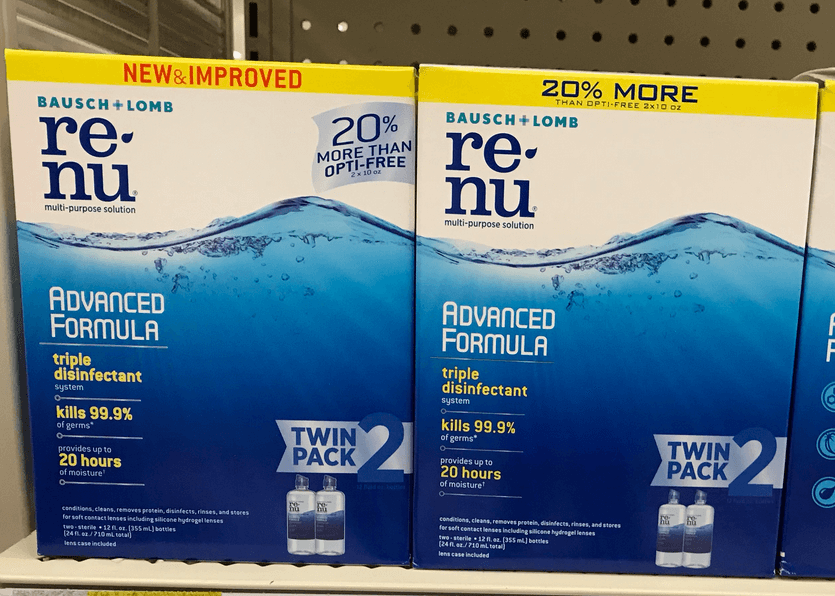 NEW & IMPROVED
BAUSCH + LOMB
re
nu®
multi-purpose solution
20%
MORE THAN
OPTI-FREE
2 x 10 oz
ADVANCED
FORMULA
triple
disinfectant
system
kills 99.9%
of germs*
provides up to
20 hours
of moisture†
TWIN
PACK 2
re
nu
conditions, cleans, removes protein, disinfects, rinses, and stores
for soft contact lenses including silicone hydrogel lenses
two - sterile • 12 fl. oz. (355 mL) bottles
(24 fl. oz. / 710 mL total)
lens case included
20% MORE
THAN OPTI-FREE 2x10 oz
BAUSCH + LOMB
re
nu®
multi-purpose solution
ADVANCED
FORMULA
triple
disinfectant
system
kills 99.9%
of germs*
provides up to
20 hours
of moisture†
TWIN
PACK 2
re
nu
conditions, cleans, removes protein, disinfects, rinses, and stores
for soft contact lenses including silicone hydrogel lenses
two - sterile • 12 fl. oz. (355 mL) bottles
(24 fl. oz. / 710 mL total)
lens case included